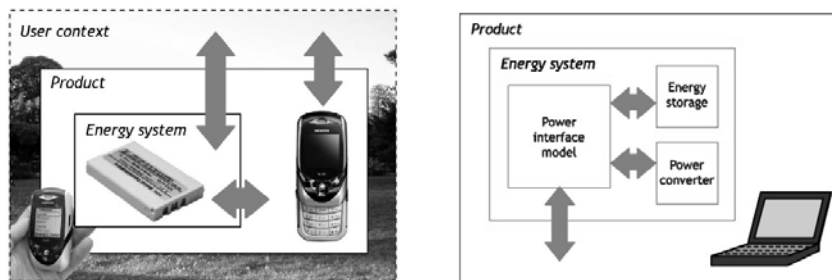 User context
Product
Energy system
Product
Energy system
Power
interface
model
Energy
storage
Power
converter